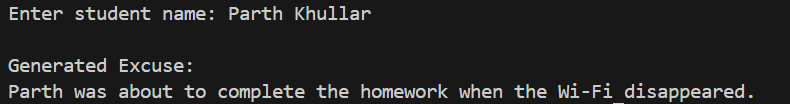 Enter student name: Parth Khullar
Generated Excuse:
Parth was about to complete the homework when the Wi-Fi disappeared.